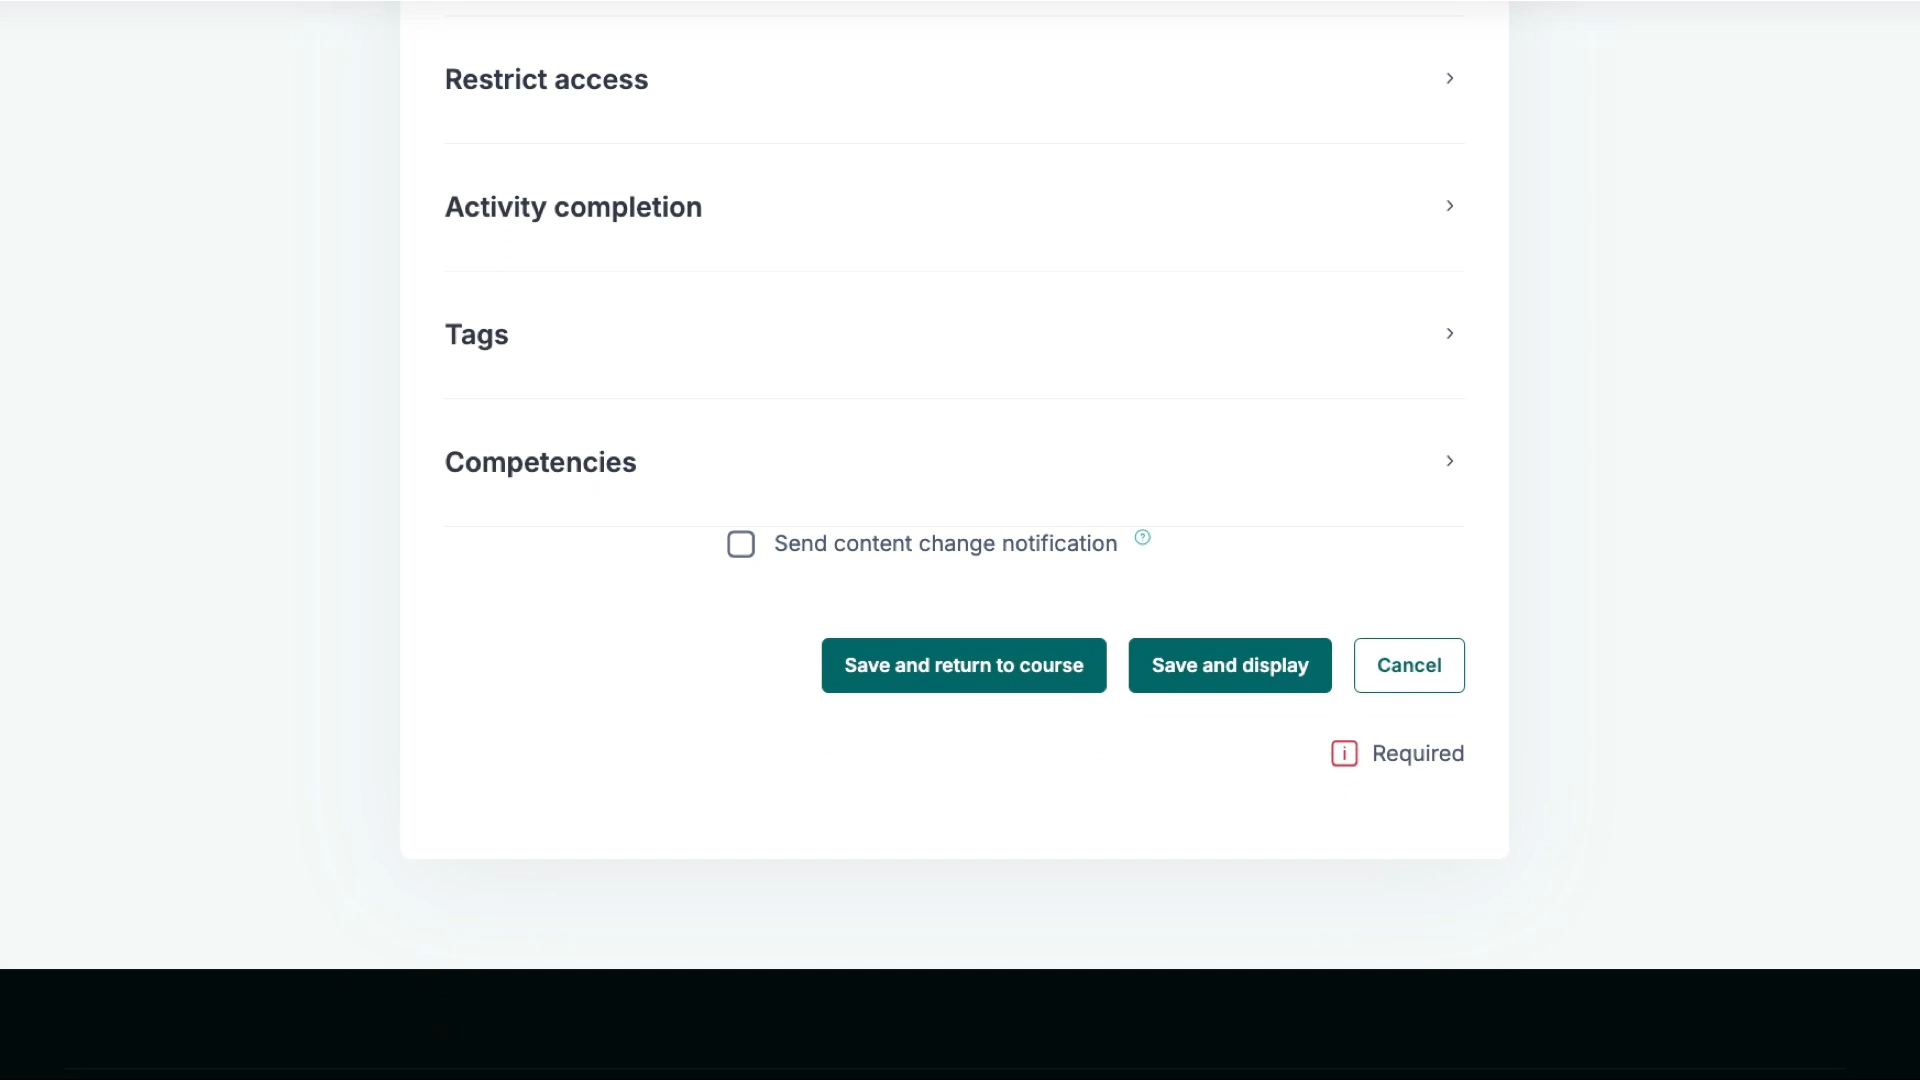 Restrict access
Activity completion
Tags
Competencies
Send content change notification
Save and return to course
Save and display
Cancel
Required